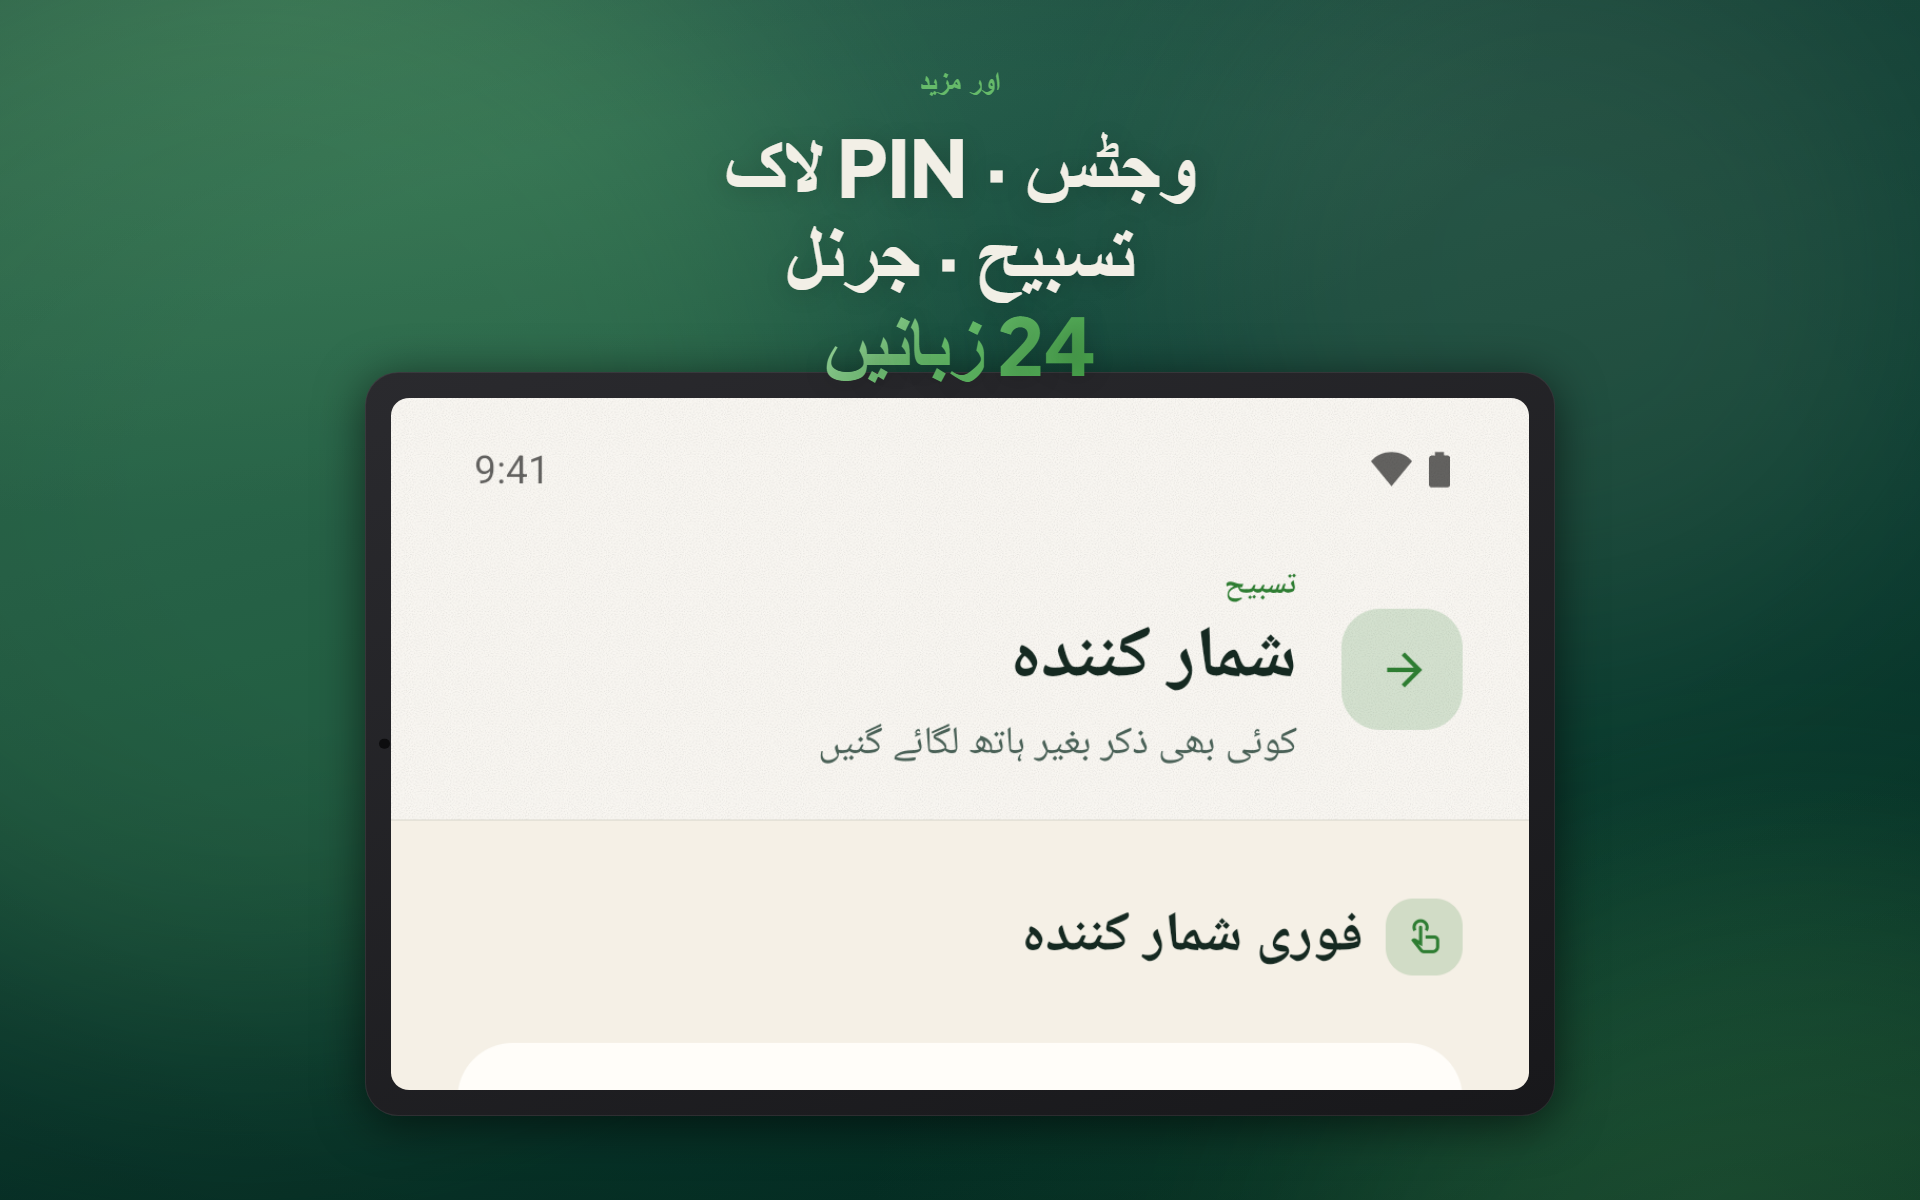 اور مزید
وجٹس · PIN لاک
تسبیح · جرنل
24 زبانیں
9:41
تسبیح
شمار کنندہ
کوئی بھی ذکر بغیر ہاتھ لگائے گنیں
فوری شمار کنندہ